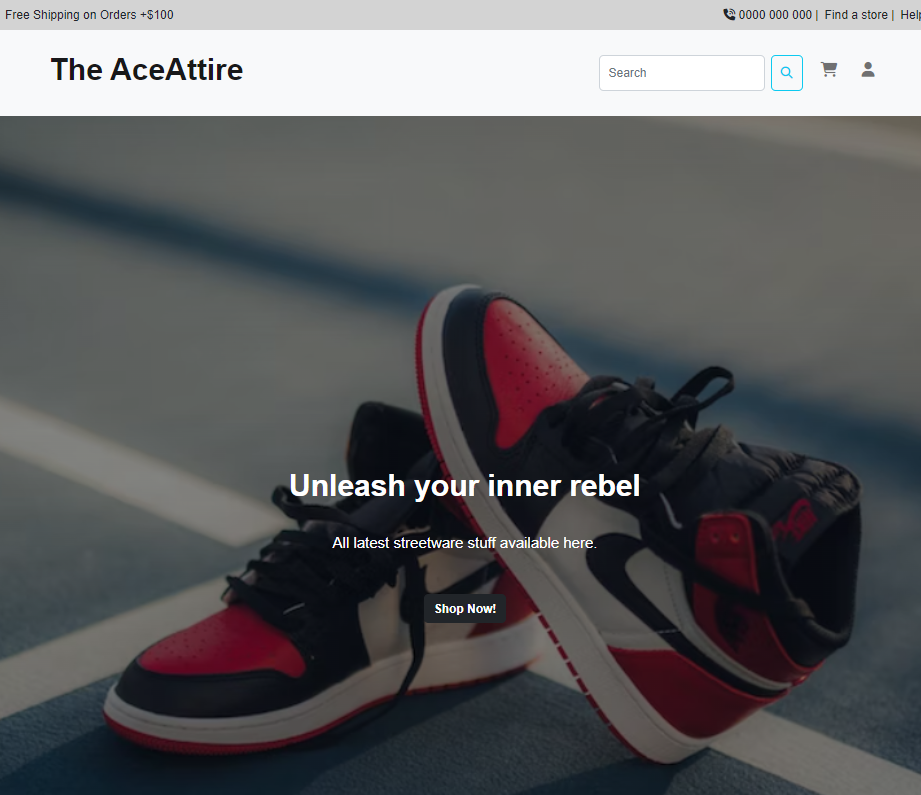 Free Shipping on Orders +$100
0000 000 000 | Find a store | Help
The AceAttire
Search
Unleash your inner rebel
All latest streetware stuff available here.
Shop Now!